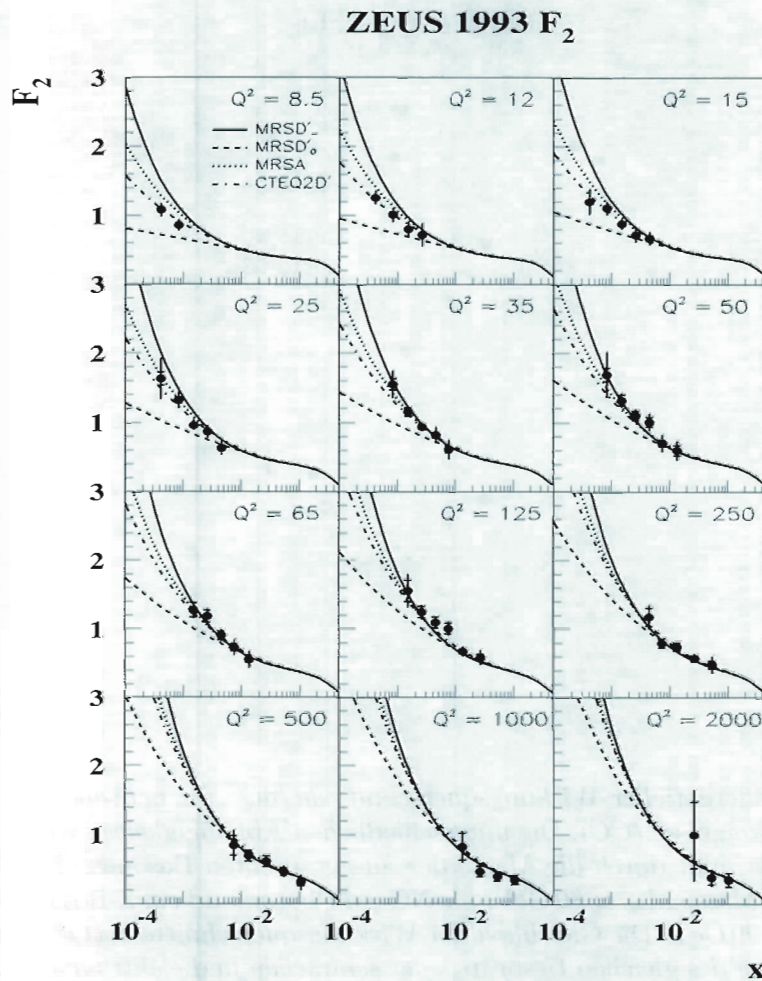 ZEUS 1993 F₂
F₂
3
Q² = 8.5
Q² = 12
Q² = 15
MRSD′₋
MRSD′₀
MRSA
CTEQ2D′
2
1
3
Q² = 25
Q² = 35
Q² = 50
2
1
3
Q² = 65
Q² = 125
Q² = 250
2
1
3
Q² = 500
Q² = 1000
Q² = 2000
2
1
10⁻⁴ 10⁻² 10⁻⁴ 10⁻² 10⁻⁴ 10⁻²
x